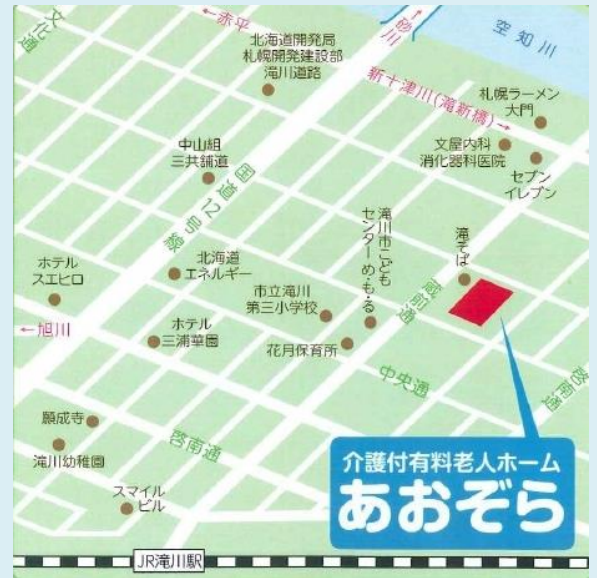 文化通
←赤平
北海道開発局
札幌開発建設部
滝川道路
↑砂川
空知川
新十津川(滝新橋)→
札幌ラーメン
大門
文屋内科
消化器科医院
セブン
イレブン
中山組
三共舗道
国道12号線
滝川市こども
センターめ・も・る
滝そば
ホテル
スエヒロ
北海道
エネルギー
市立滝川
第三小学校
蔵前通
←旭川
ホテル
三浦華園
花月保育所
中央通
啓南通
願成寺
滝川幼稚園
啓南通
スマイル
ビル
介護付有料老人ホーム
あおぞら
JR滝川駅